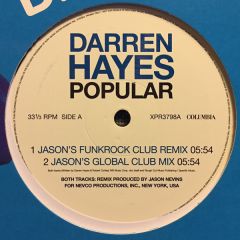 DARREN
HAYES
POPULAR
33⅓ RPM SIDE A XPR3798A COLUMBIA
1 JASON'S FUNKROCK CLUB REMIX 05:54
2 JASON'S GLOBAL CLUB MIX 05:54
BOTH TRACKS: REMIX PRODUCED BY JASON NEVINS
FOR NEVCO PRODUCTIONS, INC., NEW YORK, USA